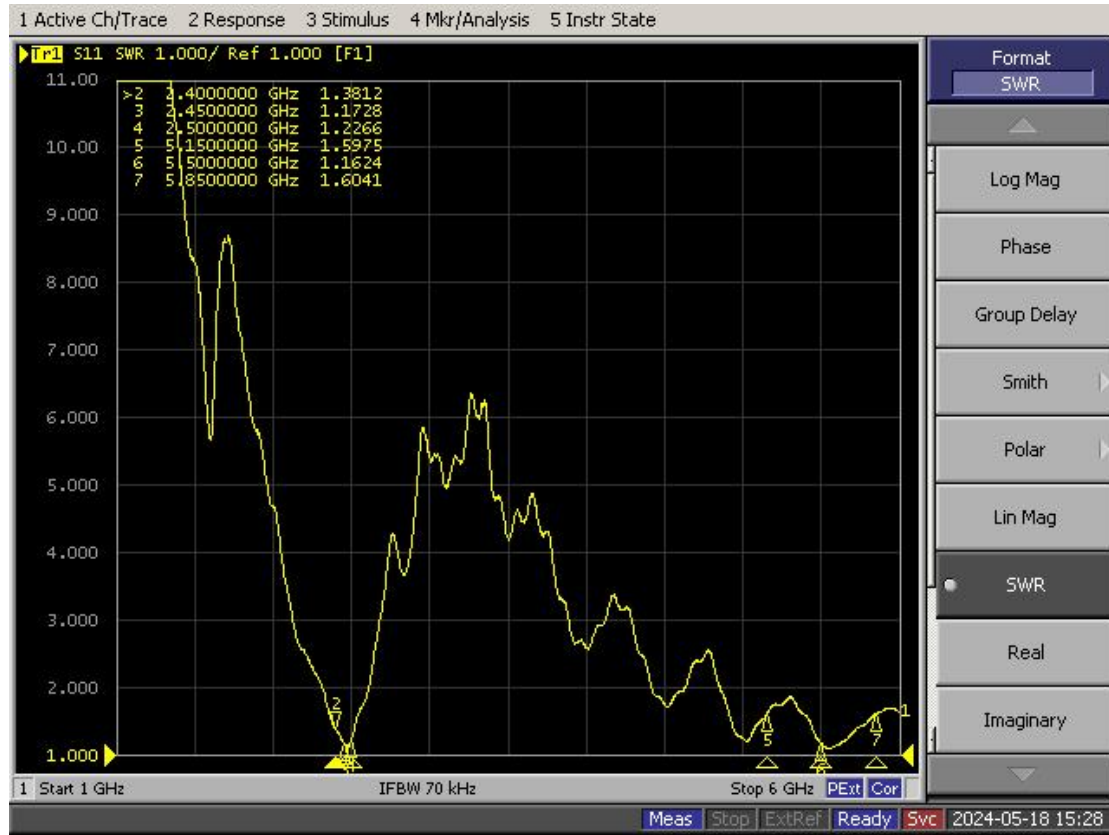 1 Active Ch/Trace 2 Response 3 Stimulus 4 Mkr/Analysis 5 Instr State
Tr1 S11 SWR 1.000/ Ref 1.000 [F1]
11.00
10.00
9.000
8.000
7.000
6.000
5.000
4.000
3.000
2.000
1.000
>2 2.4000000 GHz 1.3812
3 2.4500000 GHz 1.1728
4 2.5000000 GHz 1.2266
5 5.1500000 GHz 1.5975
6 5.5000000 GHz 1.1624
7 5.8500000 GHz 1.6041
2
5
7
1
1 Start 1 GHz IFBW 70 kHz Stop 6 GHz PExt Cor
Format
SWR
Log Mag
Phase
Group Delay
Smith
Polar
Lin Mag
SWR
Real
Imaginary
Meas Stop ExtRef Ready Svc 2024-05-18 15:28